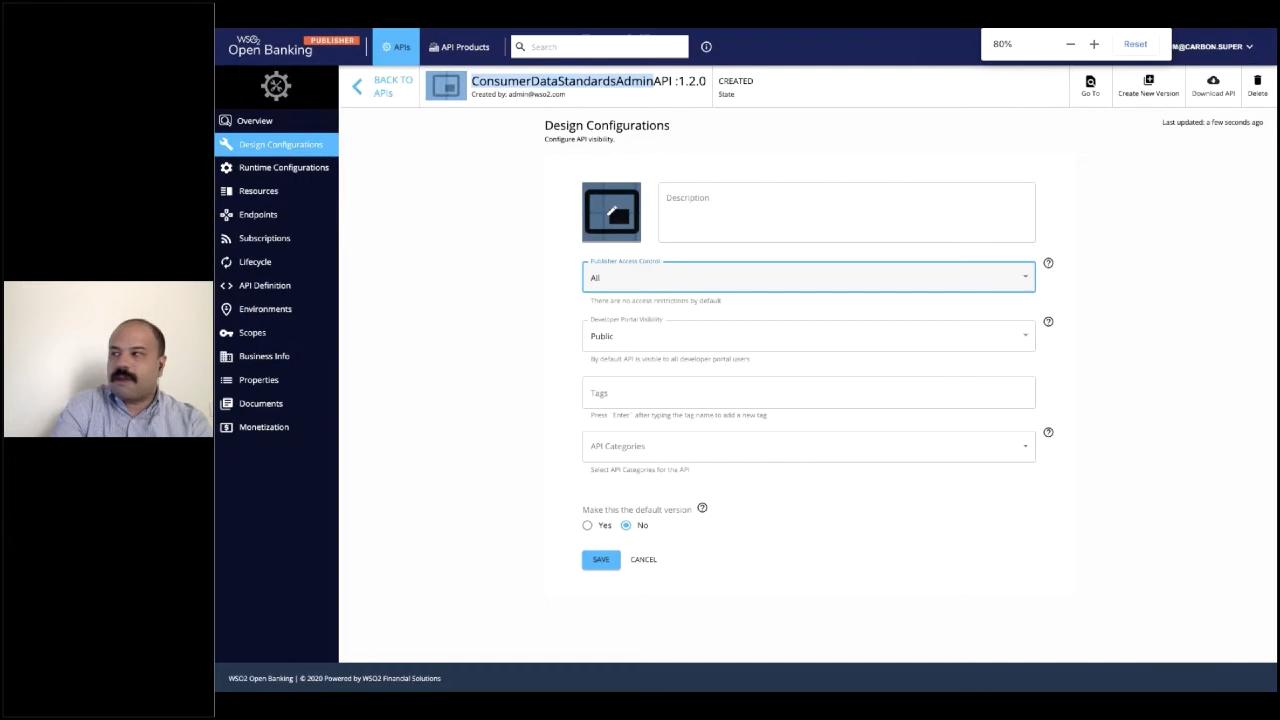 WSO2
Open Banking PUBLISHER
APIs
API Products
Search
80%
Reset
M@CARBON.SUPER
BACK TO
APIs
ConsumerDataStandardsAdminAPI :1.2.0
Created by: admin@wso2.com
CREATED
State
Go To
Create New Version
Download API
Delete
Overview
Design Configurations
Runtime Configurations
Resources
Endpoints
Subscriptions
Lifecycle
API Definition
Environments
Scopes
Business Info
Properties
Documents
Monetization
Design Configurations
Configure API visibility.
Last updated: a few seconds ago
Description
Publisher Access Control
All
There are no access restrictions by default
Developer Portal Visibility
Public
By default API is visible to all developer portal users
Tags
Press `Enter` after typing the tag name to add a new tag
API Categories
Select API Categories for the API
Make this the default version
Yes
No
SAVE
CANCEL
WSO2 Open Banking | © 2020 Powered by WSO2 Financial Solutions